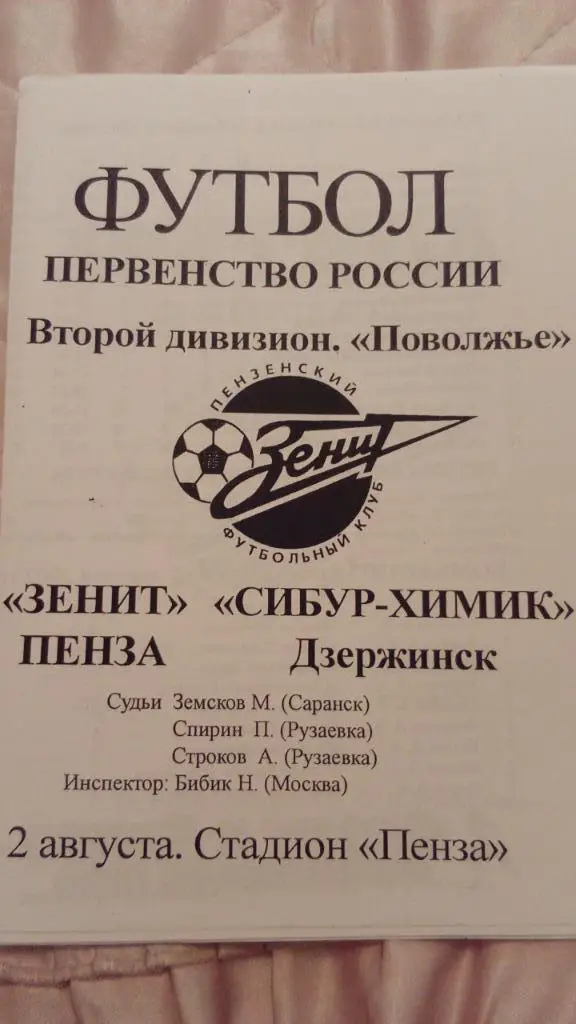 ФУТБОЛ
ПЕРВЕНСТВО РОССИИ
Второй дивизион. «Поволжье»
ПЕНЗЕНСКИЙ
Зенит
ФУТБОЛЬНЫЙ КЛУБ
«ЗЕНИТ» «СИБУР-ХИМИК»
ПЕНЗА Дзержинск
Судьи Земсков М. (Саранск)
Спирин П. (Рузаевка)
Строков А. (Рузаевка)
Инспектор: Бибик Н. (Москва)
2 августа. Стадион «Пенза»